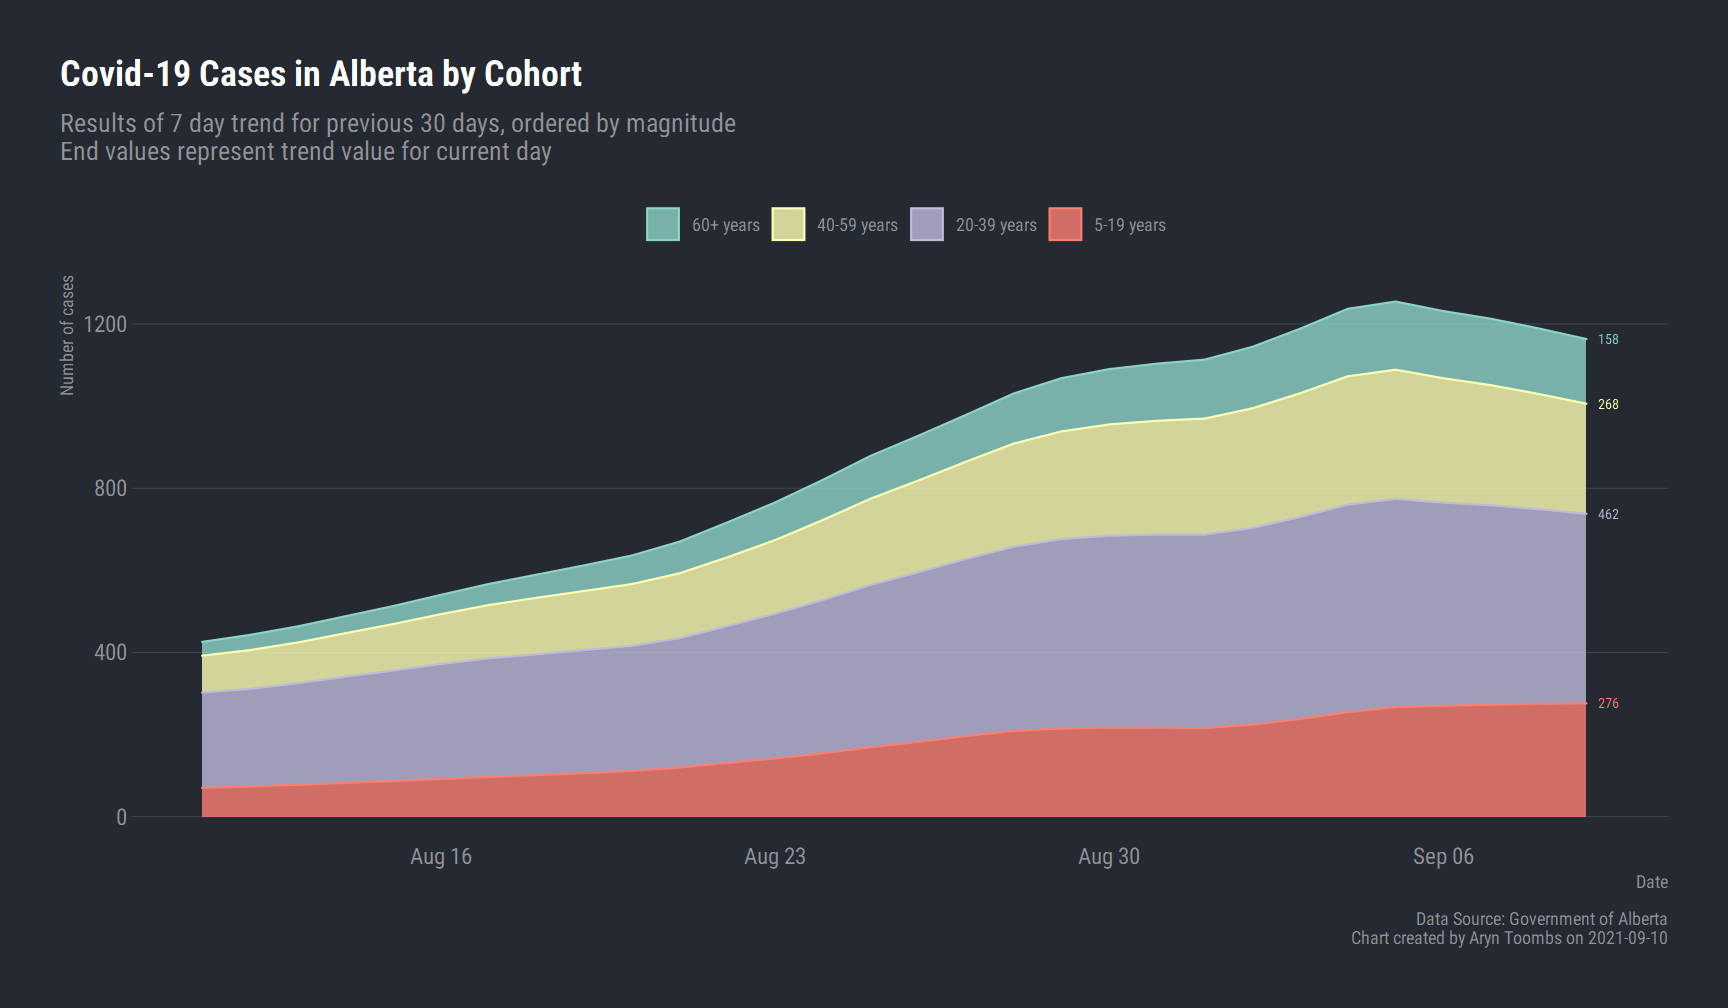 Covid-19 Cases in Alberta by Cohort
Results of 7 day trend for previous 30 days, ordered by magnitude
End values represent trend value for current day
60+ years 40-59 years 20-39 years 5-19 years
Number of cases
1200
800
400
0
158
268
462
276
Aug 16 Aug 23 Aug 30 Sep 06
Date
Data Source: Government of Alberta
Chart created by Aryn Toombs on 2021-09-10